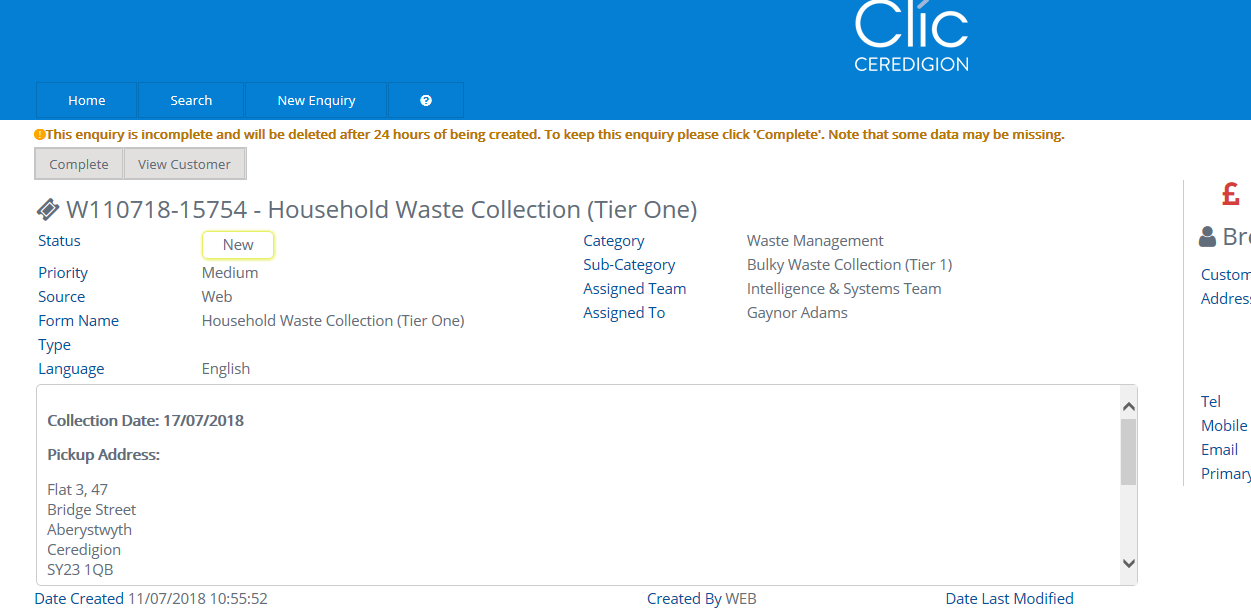 Clic
CEREDIGION
Home Search New Enquiry ?
This enquiry is incomplete and will be deleted after 24 hours of being created. To keep this enquiry please click 'Complete'. Note that some data may be missing.
Complete View Customer
£
W110718-15754 - Household Waste Collection (Tier One)
Bre
Status New Category Waste Management
Priority Medium Sub-Category Bulky Waste Collection (Tier 1)
Source Web Assigned Team Intelligence & Systems Team
Form Name Household Waste Collection (Tier One) Assigned To Gaynor Adams
Type
Language English
Custom
Address
Collection Date: 17/07/2018
Pickup Address:
Flat 3, 47
Bridge Street
Aberystwyth
Ceredigion
SY23 1QB
Tel
Mobile
Email
Primary
Date Created 11/07/2018 10:55:52 Created By WEB Date Last Modified